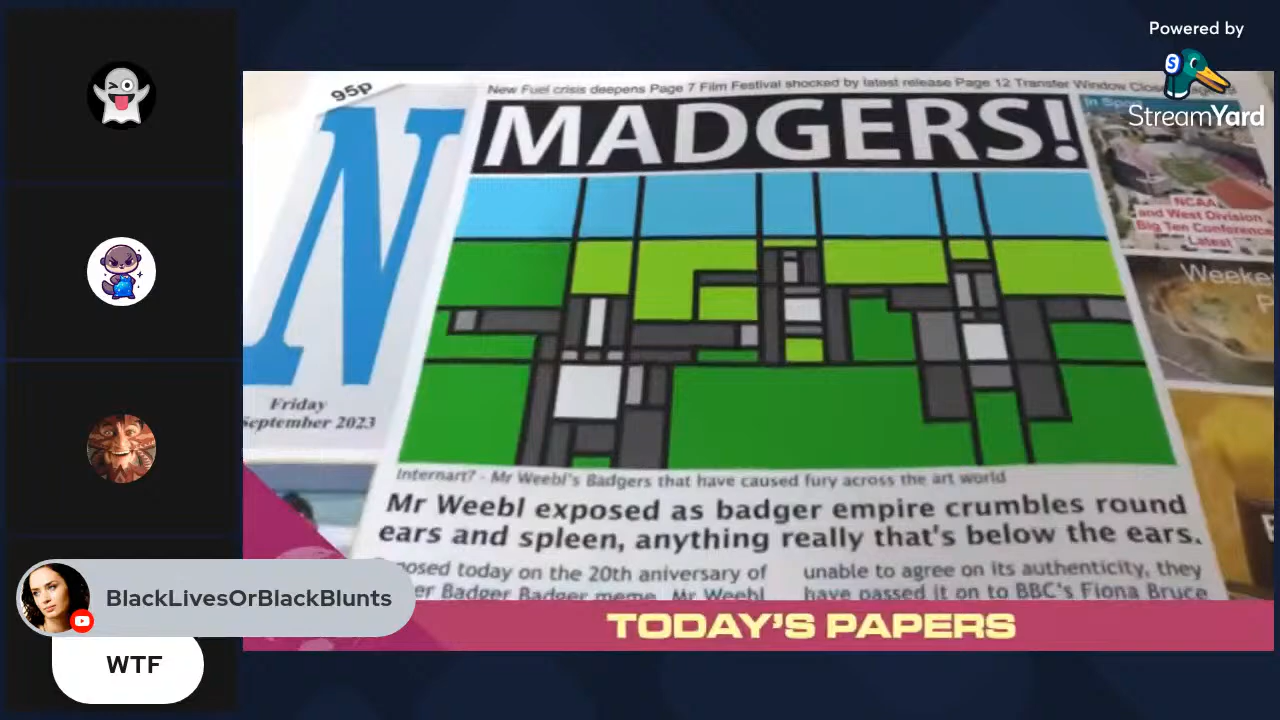 Powered by
StreamYard
95p
New Fuel crisis deepens Page 7 Film Festival shocked by latest release Page 12 Transfer Window
MADGERS!
N
In
NCAA
and West Division
Big Ten Conference
Latest
Friday
September 2023
Internart? - Mr Weebl's Badgers that have caused fury across the art world
Mr Weebl exposed as badger empire crumbles round
ears and spleen, anything really that's below the ears.
today on the 20th aniversary of
Badger Badger meme, Mr Weebl
unable to agree on its authenticity, they
have passed it on to BBC's Fiona Bruce
TODAY'S PAPERS
BlackLivesOrBlackBlunts
WTF